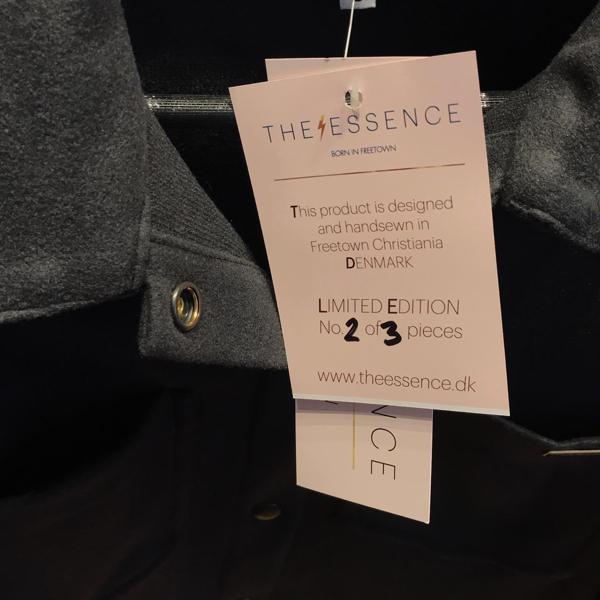 THE ESSENCE
BORN IN FREETOWN
This product is designed
and handsewn in
Freetown Christiania
DENMARK
LIMITED EDITION
No. 2 of 3 pieces
www.theessence.dk
NCE